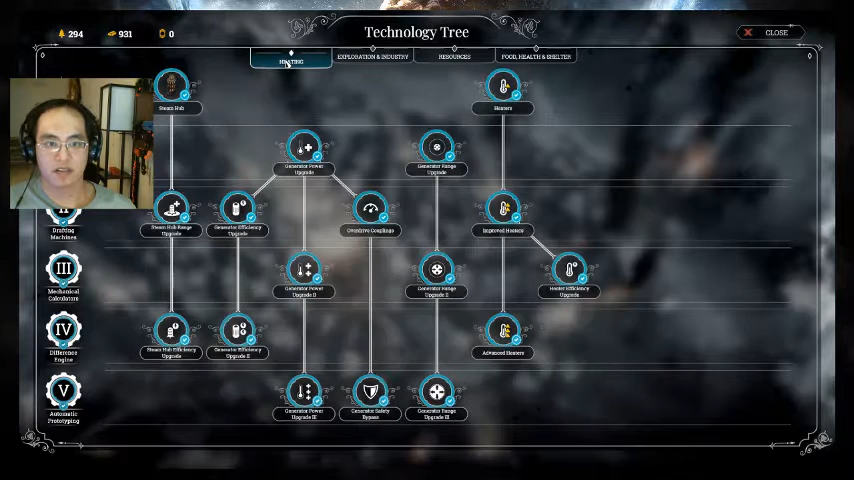 294
931
0
Technology Tree
CLOSE
HEATING
EXPLORATION & INDUSTRY
RESOURCES
FOOD, HEALTH & SHELTER
Steam Hub
Heaters
Generator Power
Upgrade
Generator Range
Upgrade
II
Drafting
Machines
Steam Hub Range
Upgrade
Generator Efficiency
Upgrade
Overdrive Couplings
Improved Heaters
III
Mechanical
Calculators
Generator Power
Upgrade II
Generator Range
Upgrade II
Heater Efficiency
Upgrade
IV
Difference
Engine
Steam Hub Efficiency
Upgrade
Generator Efficiency
Upgrade II
Advanced Heaters
V
Automatic
Prototyping
Generator Power
Upgrade III
Generator Safety
Bypass
Generator Range
Upgrade III